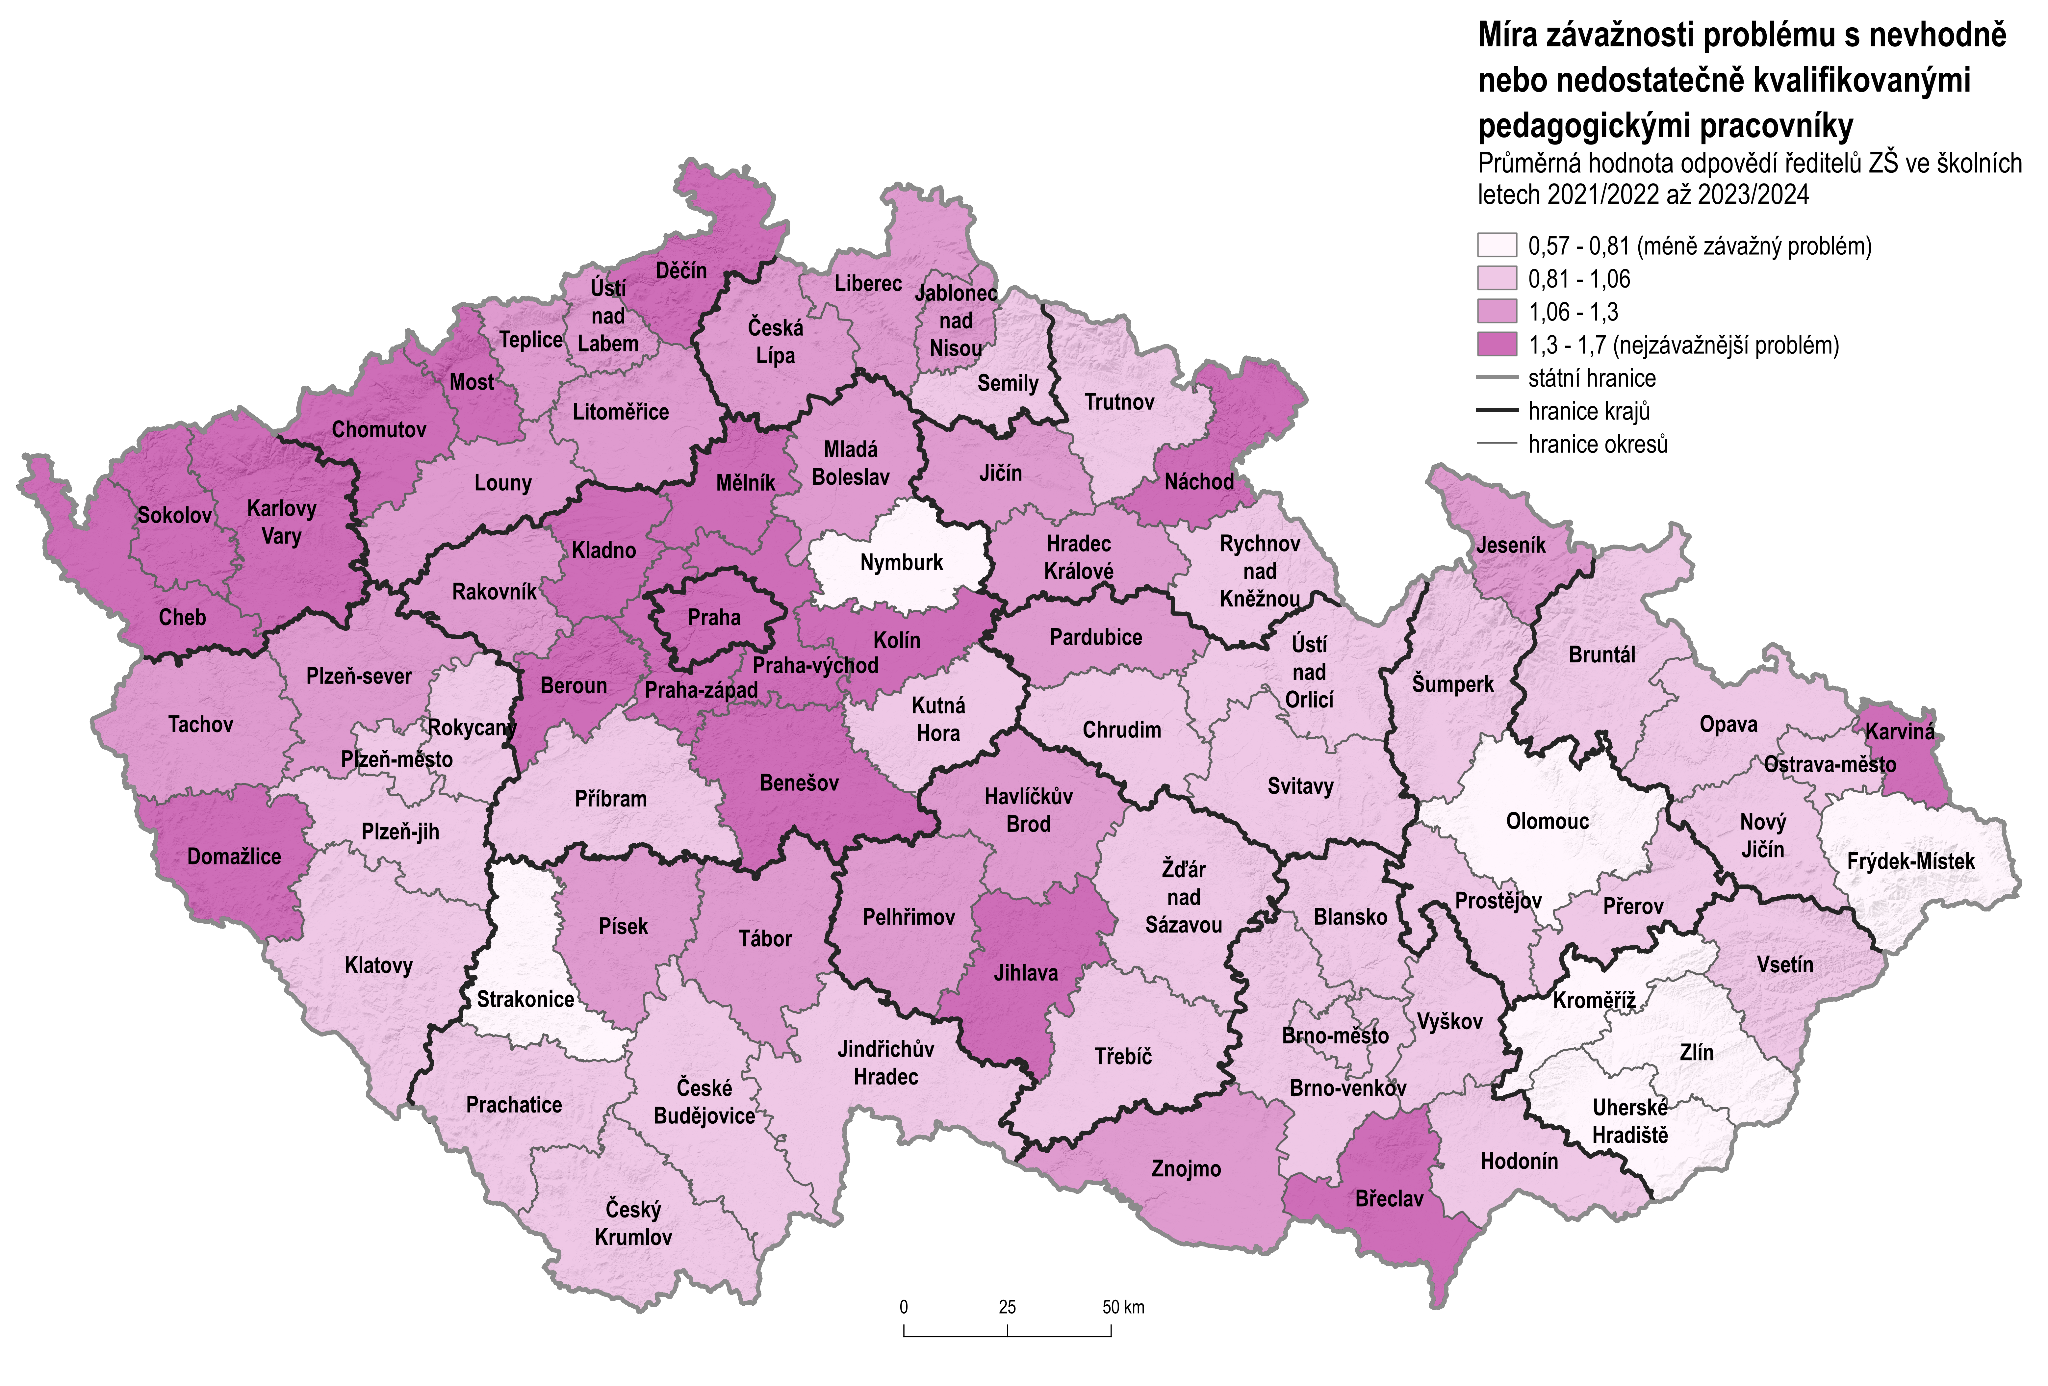 Míra závažnosti problému s nevhodně
nebo nedostatečně kvalifikovanými
pedagogickými pracovníky
Průměrná hodnota odpovědí ředitelů ZŠ ve školních
letech 2021/2022 až 2023/2024
0,57 - 0,81 (méně závažný problém)
0,81 - 1,06
1,06 - 1,3
1,3 - 1,7 (nejzávažnější problém)
státní hranice
hranice krajů
hranice okresů
Děčín
Ústí
nad
Labem
Teplice
Most
Chomutov
Litoměřice
Louny
Česká
Lípa
Liberec
Jablonec
nad
Nisou
Semily
Trutnov
Náchod
Jičín
Hradec
Králové
Rychnov
nad
Kněžnou
Sokolov
Karlovy
Vary
Cheb
Mělník
Mladá
Boleslav
Nymburk
Kladno
Rakovník
Praha
Kolín
Praha-východ
Praha-západ
Beroun
Kutná
Hora
Benešov
Příbram
Plzeň-sever
Tachov
Rokycany
Plzeň-město
Plzeň-jih
Domažlice
Klatovy
Pardubice
Chrudim
Ústí
nad
Orlicí
Svitavy
Jeseník
Šumperk
Bruntál
Opava
Karviná
Ostrava-město
Nový
Jičín
Frýdek-Místek
Olomouc
Prostějov
Přerov
Havlíčkův
Brod
Žďár
nad
Sázavou
Pelhřimov
Jihlava
Třebíč
Strakonice
Písek
Tábor
Prachatice
České
Budějovice
Jindřichův
Hradec
Český
Krumlov
Blansko
Brno-město
Vyškov
Brno-venkov
Znojmo
Břeclav
Hodonín
Kroměříž
Vsetín
Zlín
Uherské
Hradiště
0 25 50 km